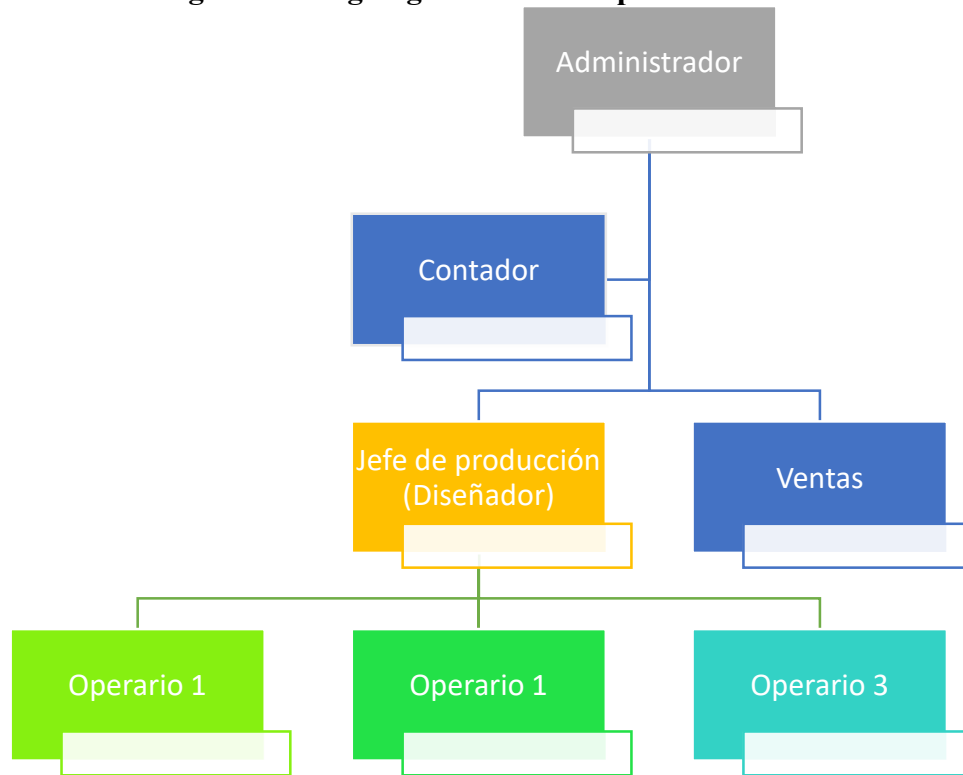 Administrador
Contador
Jefe de producción
(Diseñador)
Ventas
Operario 1
Operario 1
Operario 3